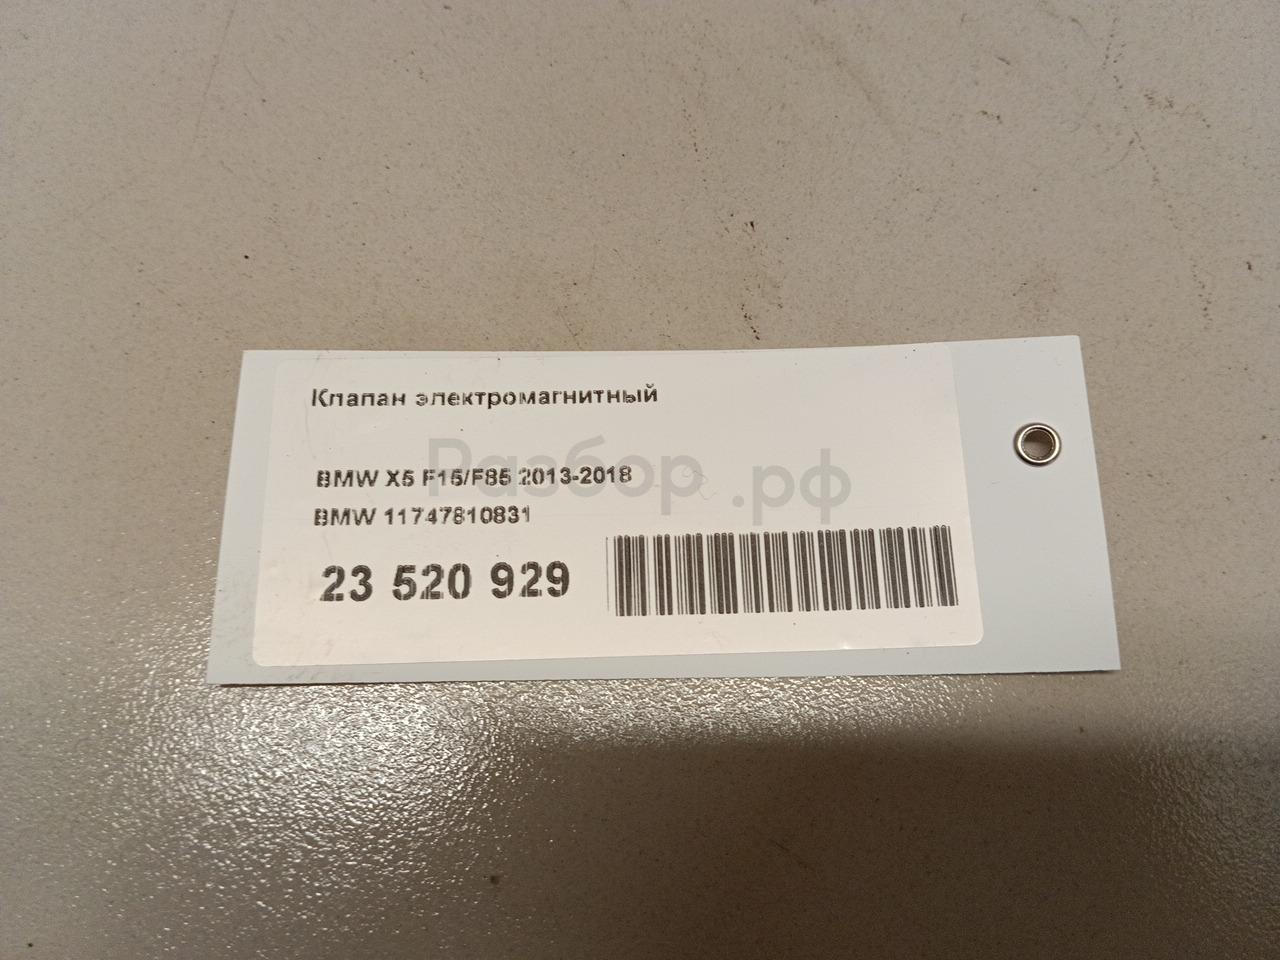 Клапан электромагнитный
BMW X5 F15/F85 2013-2018
Разбор.рф
BMW 11747810831
23 520 929